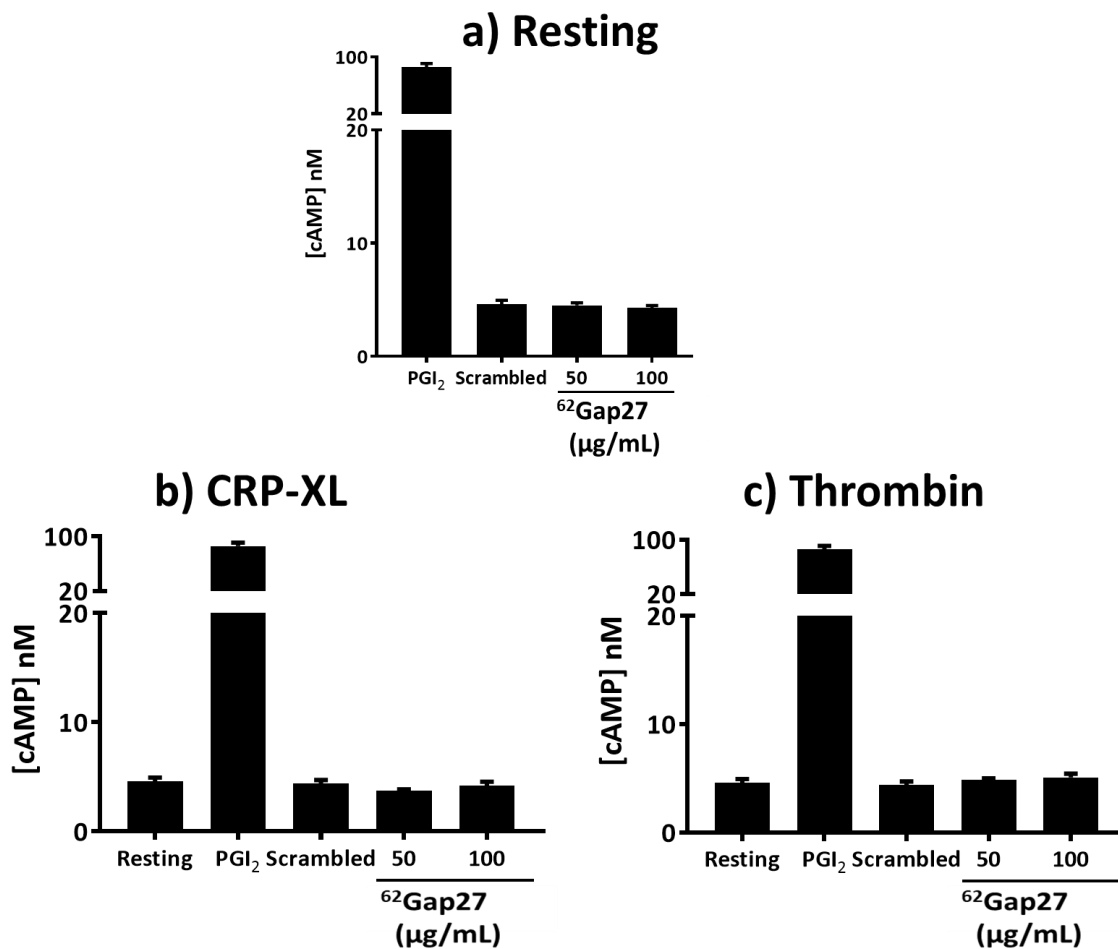 a) Resting
100
20
20
10
0
[cAMP] nM
PGI₂ Scrambled 50 100
⁶²Gap27
(μg/mL)
b) CRP-XL
100
20
20
10
0
[cAMP] nM
Resting PGI₂ Scrambled 50 100
⁶²Gap27
(μg/mL)
c) Thrombin
100
20
20
10
0
[cAMP] nM
Resting PGI₂ Scrambled 50 100
⁶²Gap27
(μg/mL)